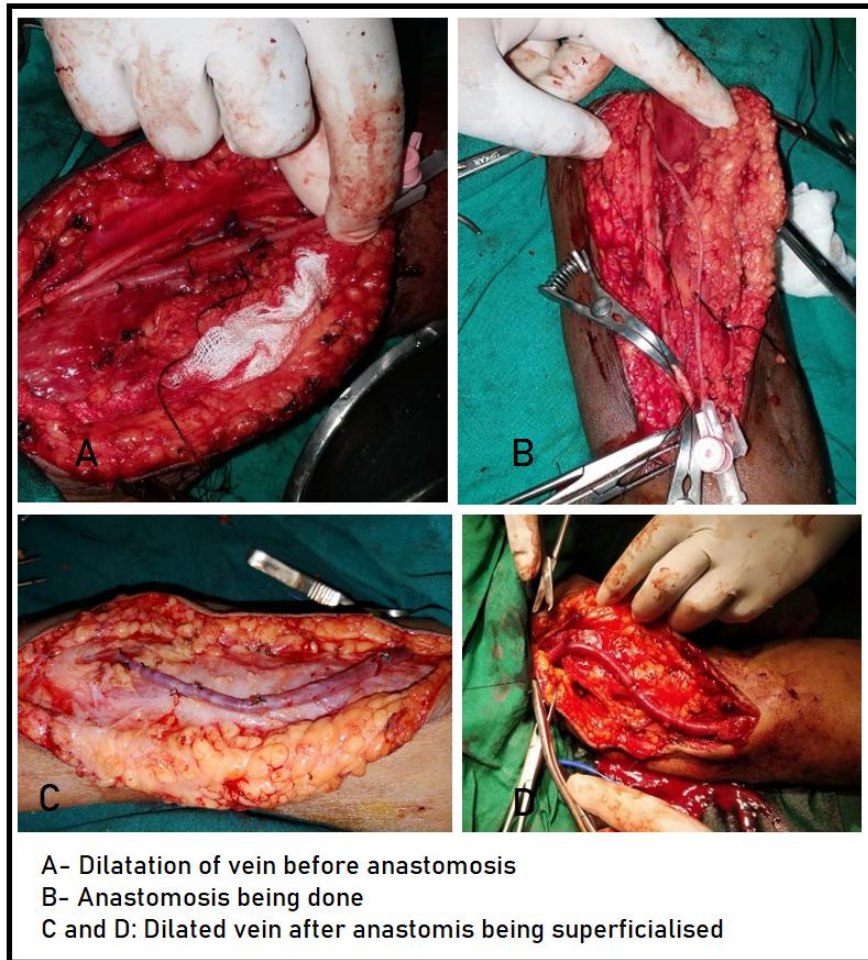 A
B
C
D
A- Dilatation of vein before anastomosis
B- Anastomosis being done
C and D: Dilated vein after anastomis being superficialised